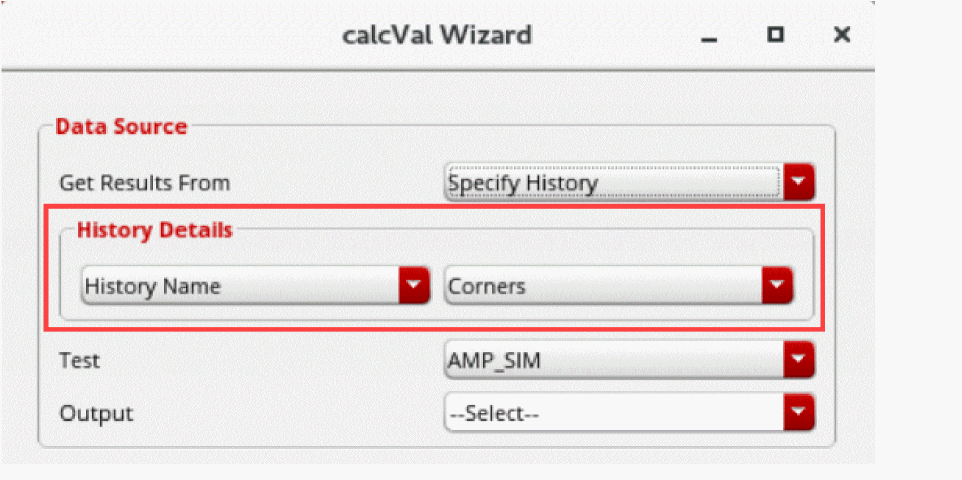 calcVal Wizard
Data Source
Get Results From Specify History
History Details
History Name Corners
Test AMP_SIM
Output --Select--